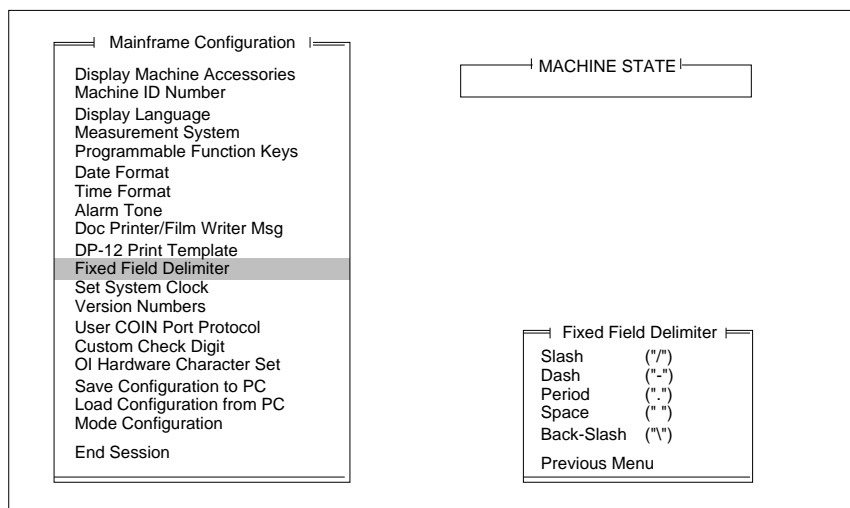 Mainframe Configuration
Display Machine Accessories
Machine ID Number
Display Language
Measurement System
Programmable Function Keys
Date Format
Time Format
Alarm Tone
Doc Printer/Film Writer Msg
DP-12 Print Template
Fixed Field Delimiter
Set System Clock
Version Numbers
User COIN Port Protocol
Custom Check Digit
OI Hardware Character Set
Save Configuration to PC
Load Configuration from PC
Mode Configuration
End Session
MACHINE STATE
Fixed Field Delimiter
Slash ("/")
Dash ("-")
Period (".")
Space (" ")
Back-Slash ("\")
Previous Menu